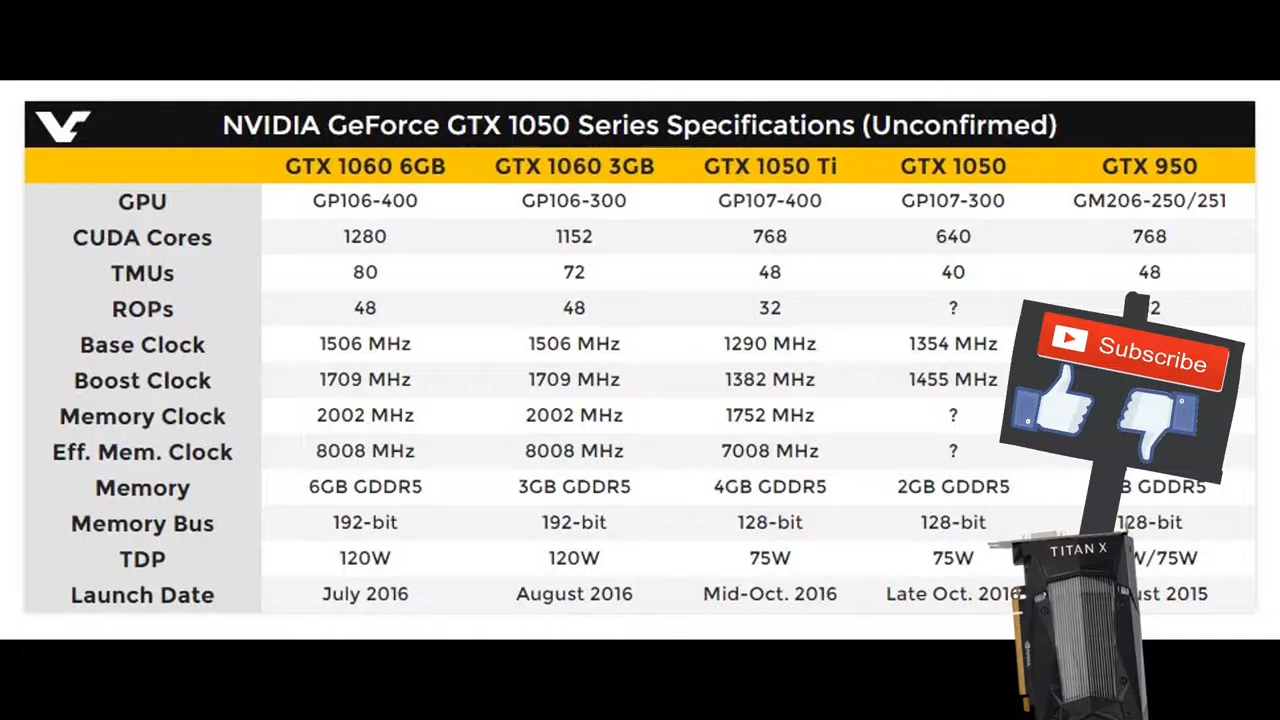 NVIDIA GeForce GTX 1050 Series Specifications (Unconfirmed)
GTX 1060 6GB GTX 1060 3GB GTX 1050 Ti GTX 1050 GTX 950
GPU GP106-400 GP106-300 GP107-400 GP107-300 GM206-250/251
CUDA Cores 1280 1152 768 640 768
TMUs 80 72 48 40 48
ROPs 48 48 32 ?
Base Clock 1506 MHz 1506 MHz 1290 MHz 1354 MHz
Boost Clock 1709 MHz 1709 MHz 1382 MHz 1455 MHz
Memory Clock 2002 MHz 2002 MHz 1752 MHz ?
Eff. Mem. Clock 8008 MHz 8008 MHz 7008 MHz ?
Memory 6GB GDDR5 3GB GDDR5 4GB GDDR5 2GB GDDR5 GDDR5
Memory Bus 192-bit 192-bit 128-bit 128-bit 128-bit
TDP 120W 120W 75W 75W /75W
Launch Date July 2016 August 2016 Mid-Oct. 2016 Late Oct. 2016 2015
Subscribe
TITAN X